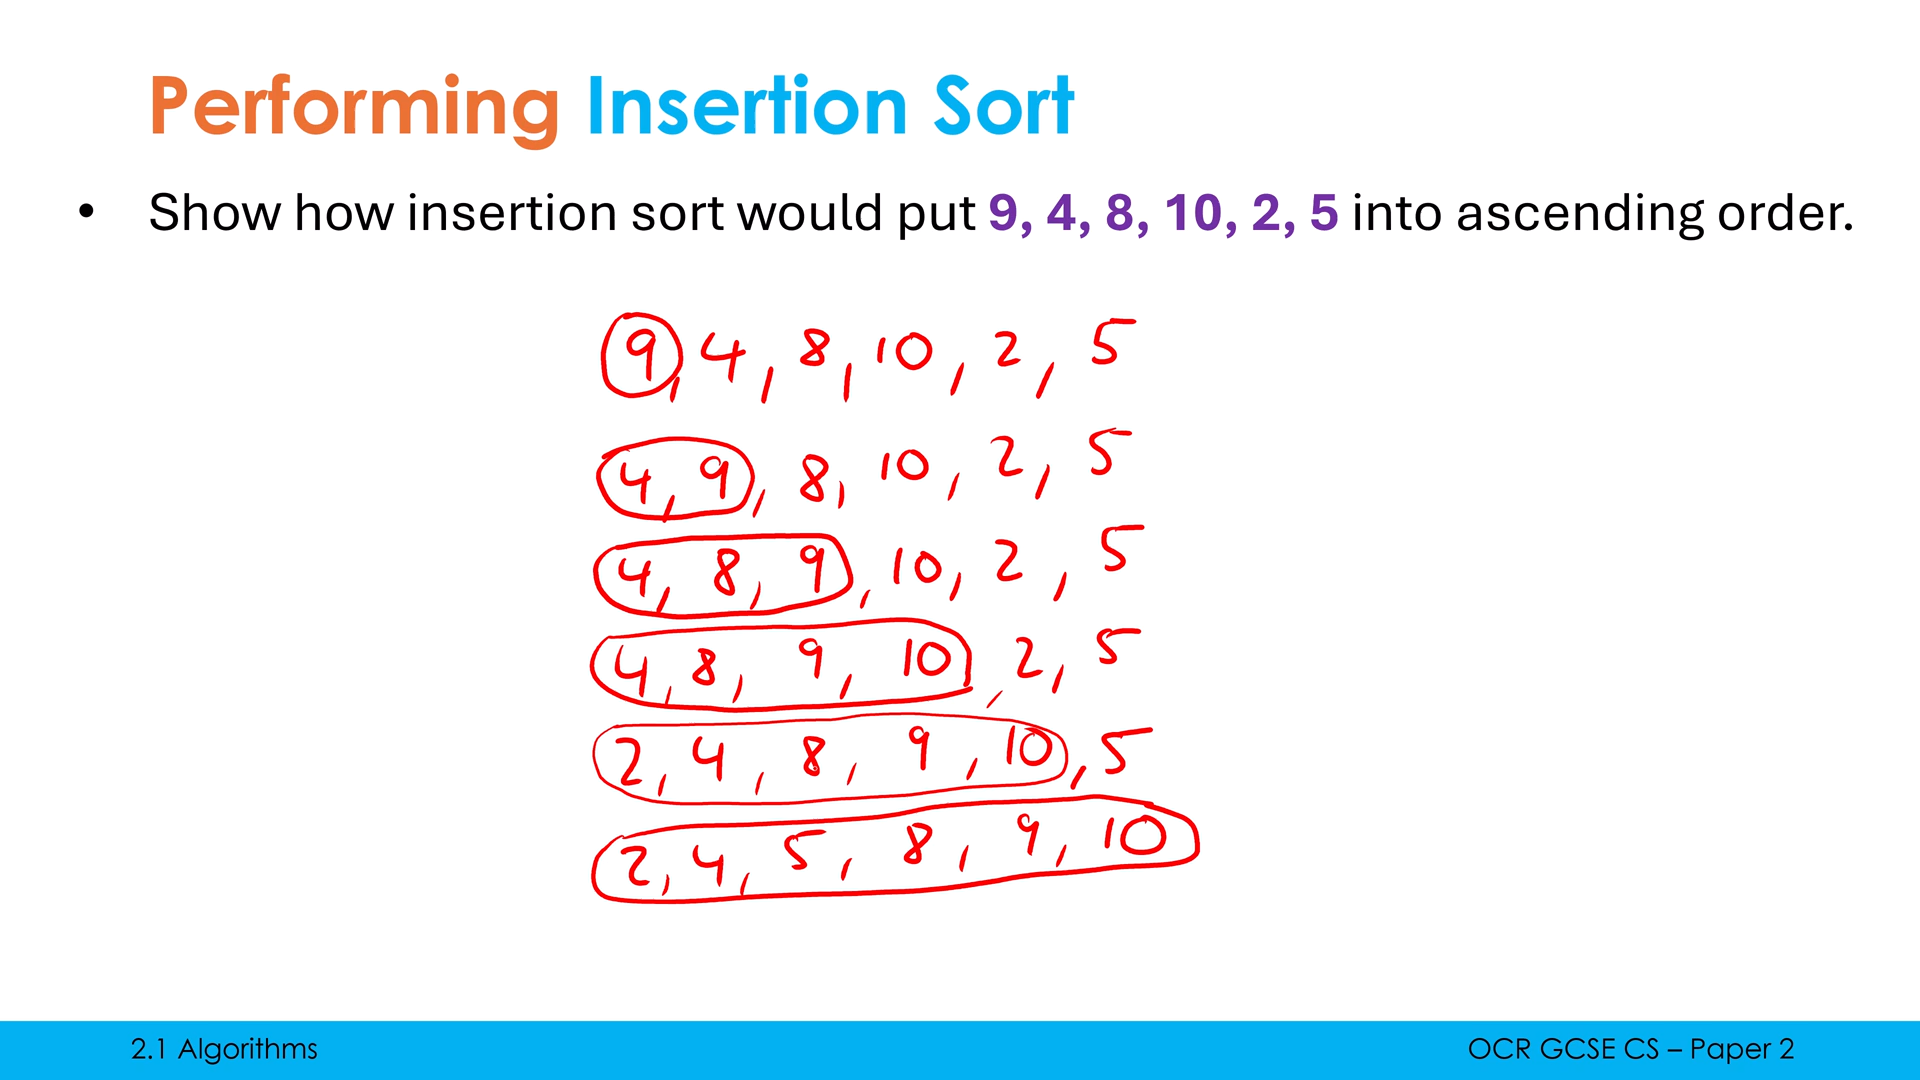 Performing Insertion Sort
• Show how insertion sort would put 9, 4, 8, 10, 2, 5 into ascending order.
9, 4, 8, 10, 2, 5
4, 9, 8, 10, 2, 5
4, 8, 9, 10, 2, 5
4, 8, 9, 10, 2, 5
2, 4, 8, 9, 10, 5
2, 4, 5, 8, 9, 10
2.1 Algorithms
OCR GCSE CS – Paper 2